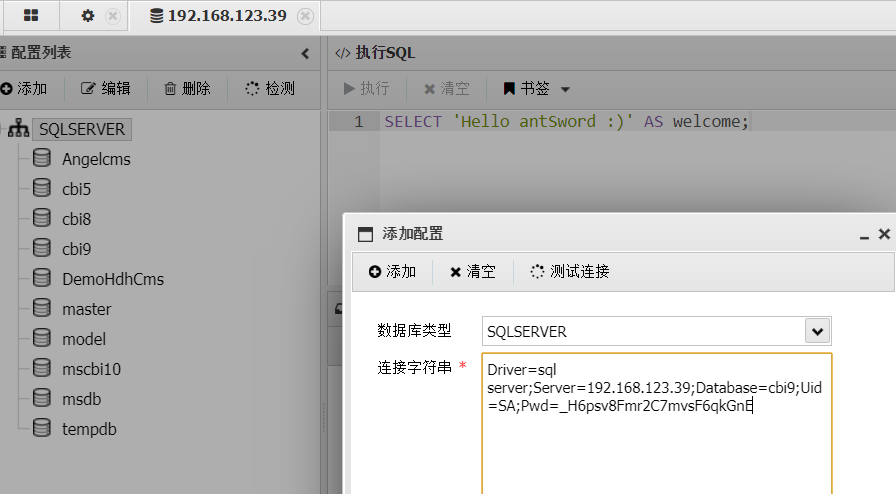 192.168.123.39
配置列表
执行SQL
添加 编辑 删除 检测
执行 清空 书签
SQLSERVER
Angelcms
cbi5
cbi8
cbi9
DemoHdhCms
master
model
mscbi10
msdb
tempdb
1 SELECT 'Hello antSword :)' AS welcome;
添加配置
添加 清空 测试连接
数据库类型 SQLSERVER
连接字符串 *
Driver=sql
server;Server=192.168.123.39;Database=cbi9;Uid
=SA;Pwd=_H6psv8Fmr2C7mvsF6qkGnE